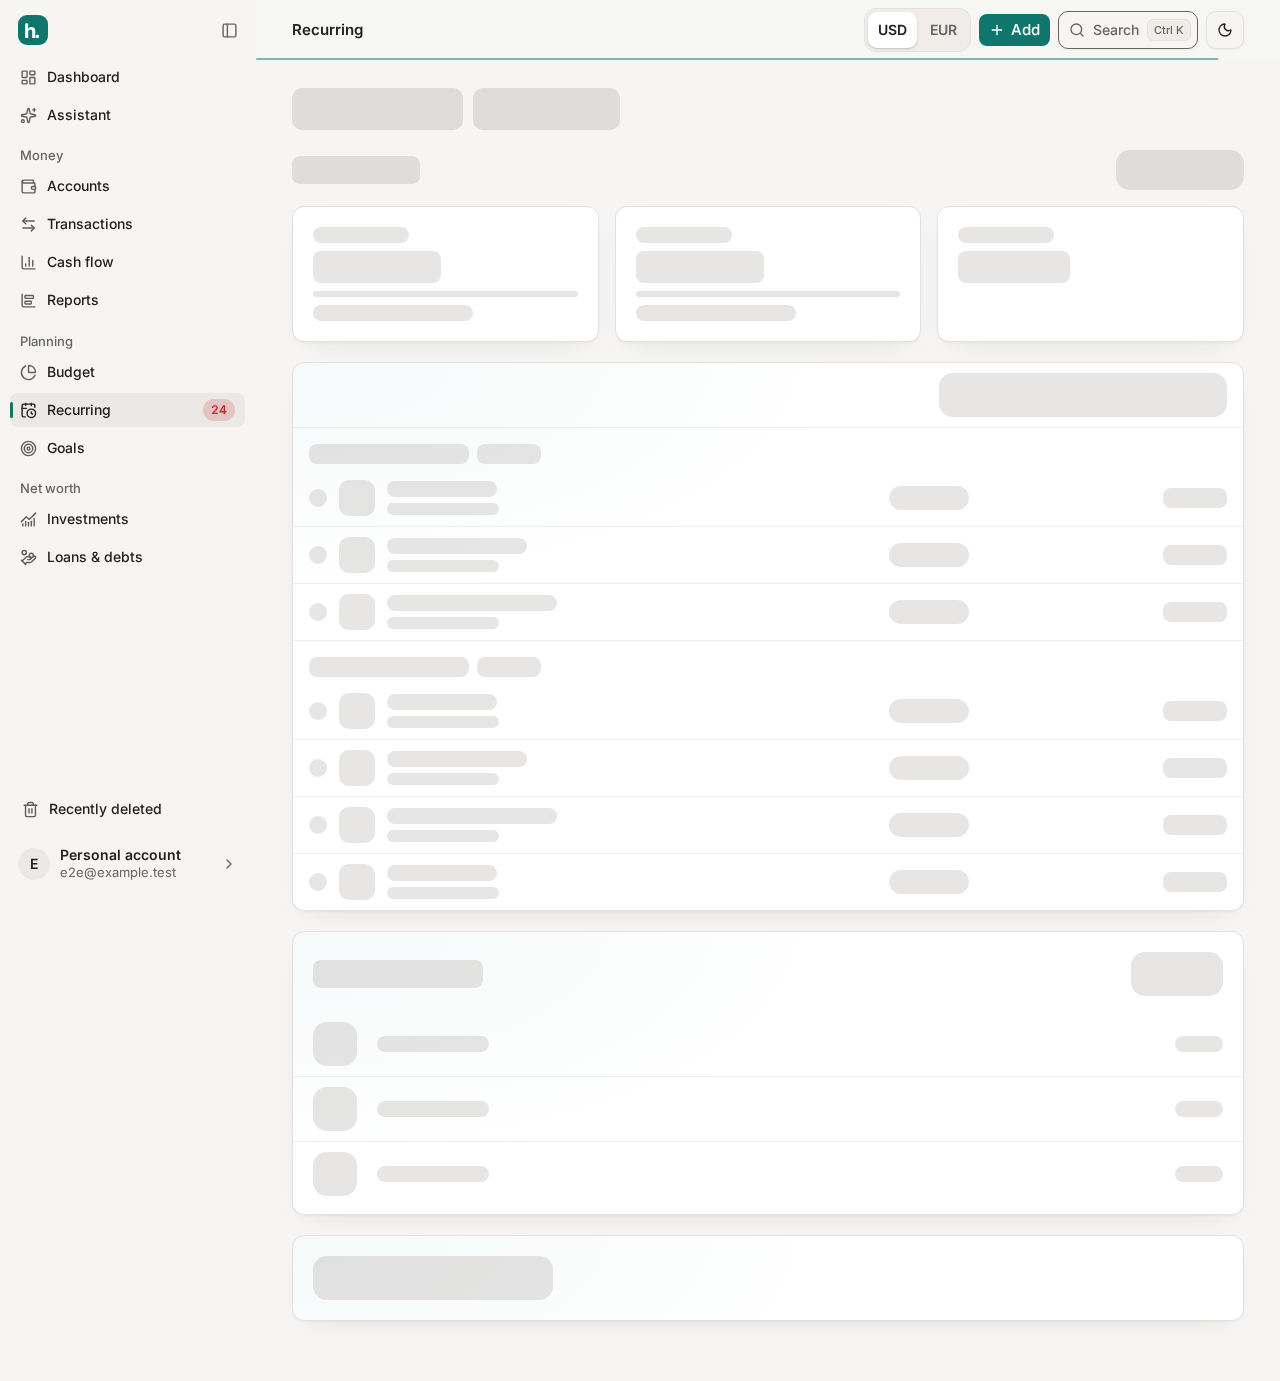 h.
Recurring
USD EUR + Add Search Ctrl K
Dashboard
Assistant
Money
Accounts
Transactions
Cash flow
Reports
Planning
Budget
Recurring 24
Goals
Net worth
Investments
Loans & debts
Recently deleted
E
Personal account
e2e@example.test